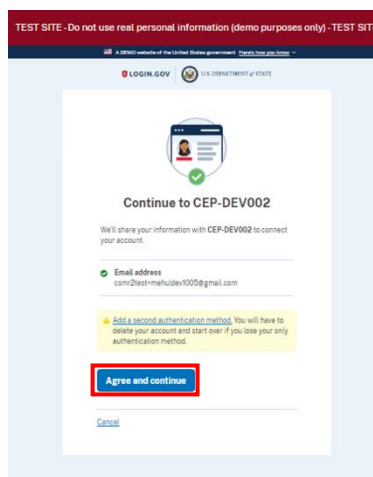 TEST SITE - Do not use real personal information (demo purposes only) - TEST SIT
A DEMO website of the United States government Here's how you know
LOGIN.GOV U.S. DEPARTMENT of STATE
Continue to CEP-DEV002
We'll share your information with CEP-DEV002 to connect
your account.
Email address
csmr2test+mehuldev1005@gmail.com
Add a second authentication method. You will have to
delete your account and start over if you lose your only
authentication method.
Agree and continue
Cancel